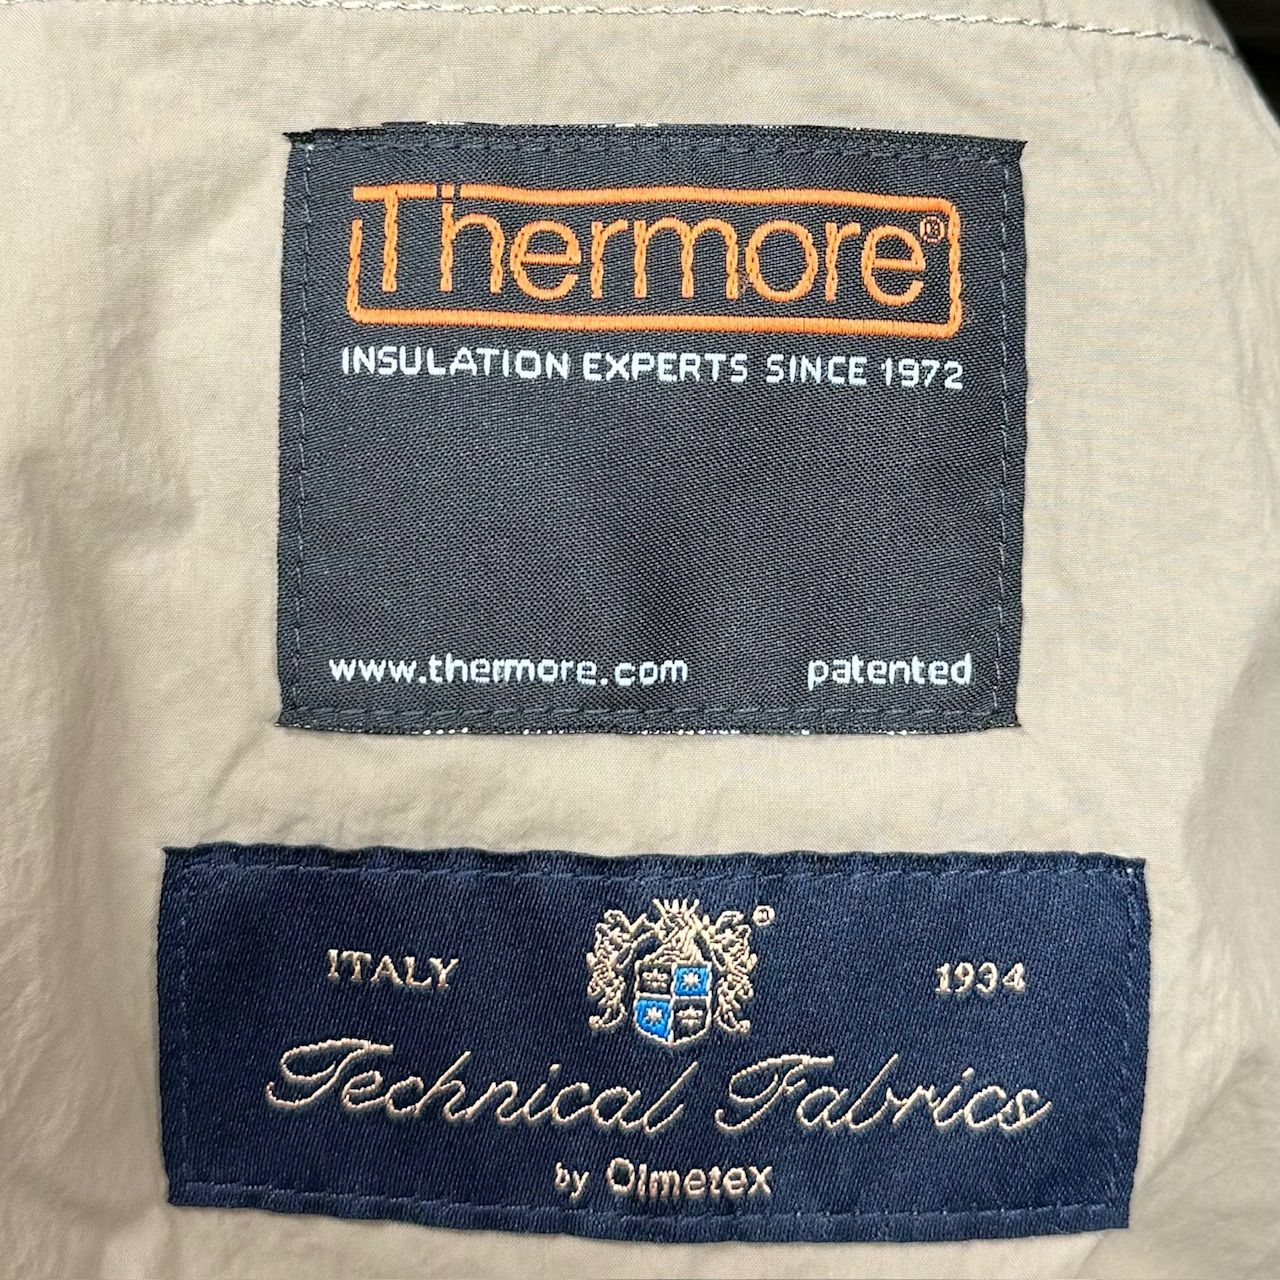 Thermore®
INSULATION EXPERTS SINCE 1972
www.thermore.com patented
®
ITALY 1934
Technical Fabrics
by Olmetex